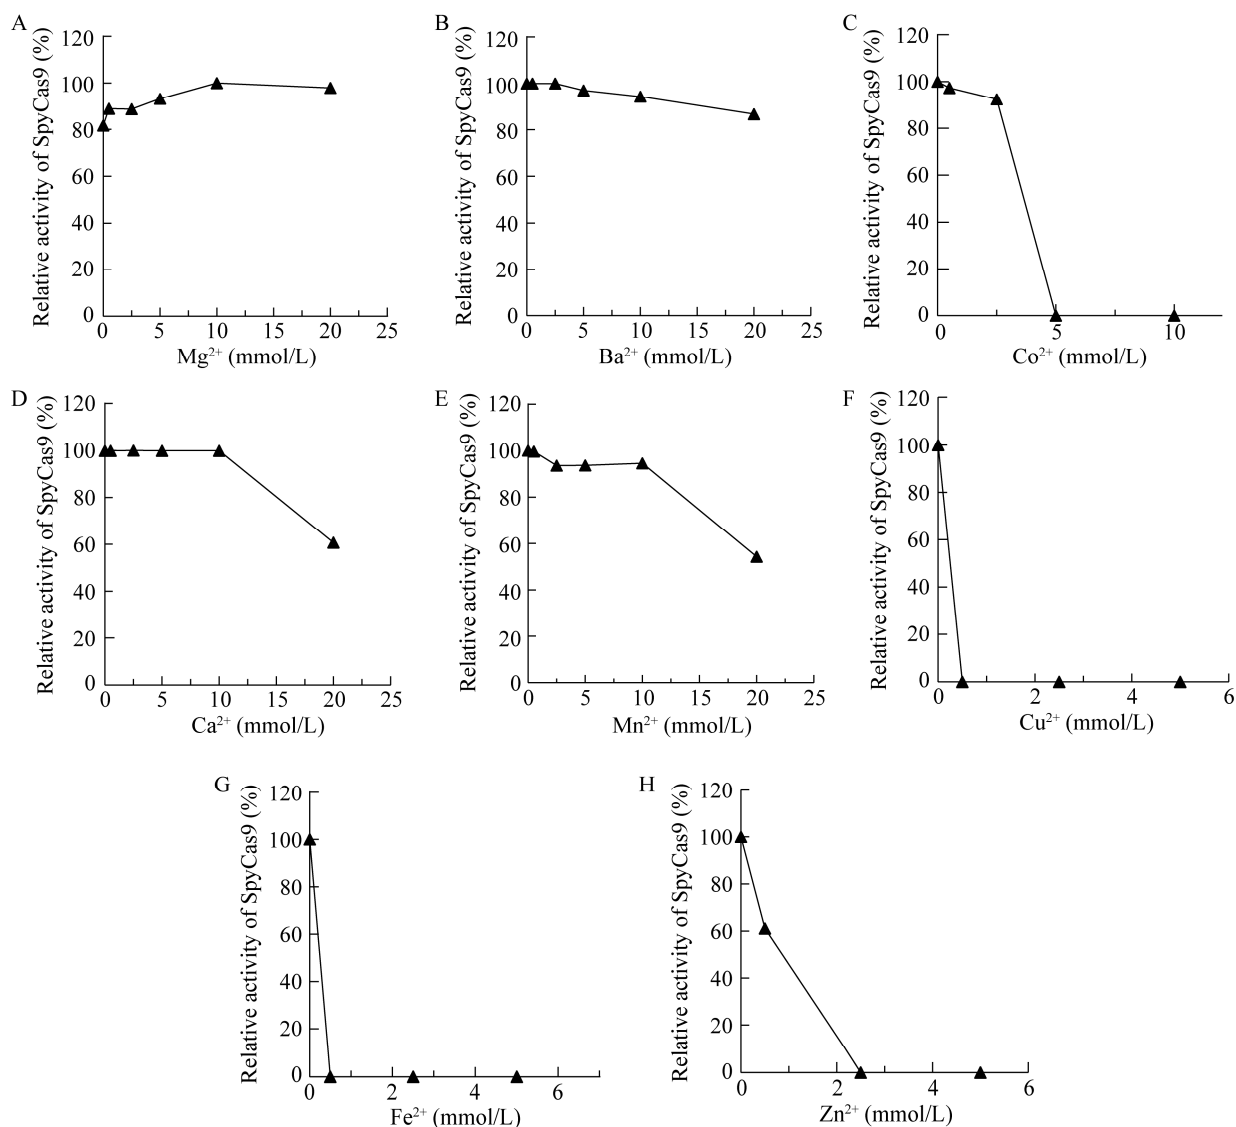 A
Relative activity of SpyCas9 (%)
120
100
80
60
40
20
0
0 5 10 15 20 25
Mg²⁺ (mmol/L)
B
Relative activity of SpyCas9 (%)
120
100
80
60
40
20
0
0 5 10 15 20 25
Ba²⁺ (mmol/L)
C
Relative activity of SpyCas9 (%)
120
100
80
60
40
20
0
0 5 10
Co²⁺ (mmol/L)
D
Relative activity of SpyCas9 (%)
120
100
80
60
40
20
0
0 5 10 15 20 25
Ca²⁺ (mmol/L)
E
Relative activity of SpyCas9 (%)
120
100
80
60
40
20
0
0 5 10 15 20 25
Mn²⁺ (mmol/L)
F
Relative activity of SpyCas9 (%)
120
100
80
60
40
20
0
0 2 4 6
Cu²⁺ (mmol/L)
G
Relative activity of SpyCas9 (%)
120
100
80
60
40
20
0
0 2 4 6
Fe²⁺ (mmol/L)
H
Relative activity of SpyCas9 (%)
120
100
80
60
40
20
0
0 2 4 6
Zn²⁺ (mmol/L)